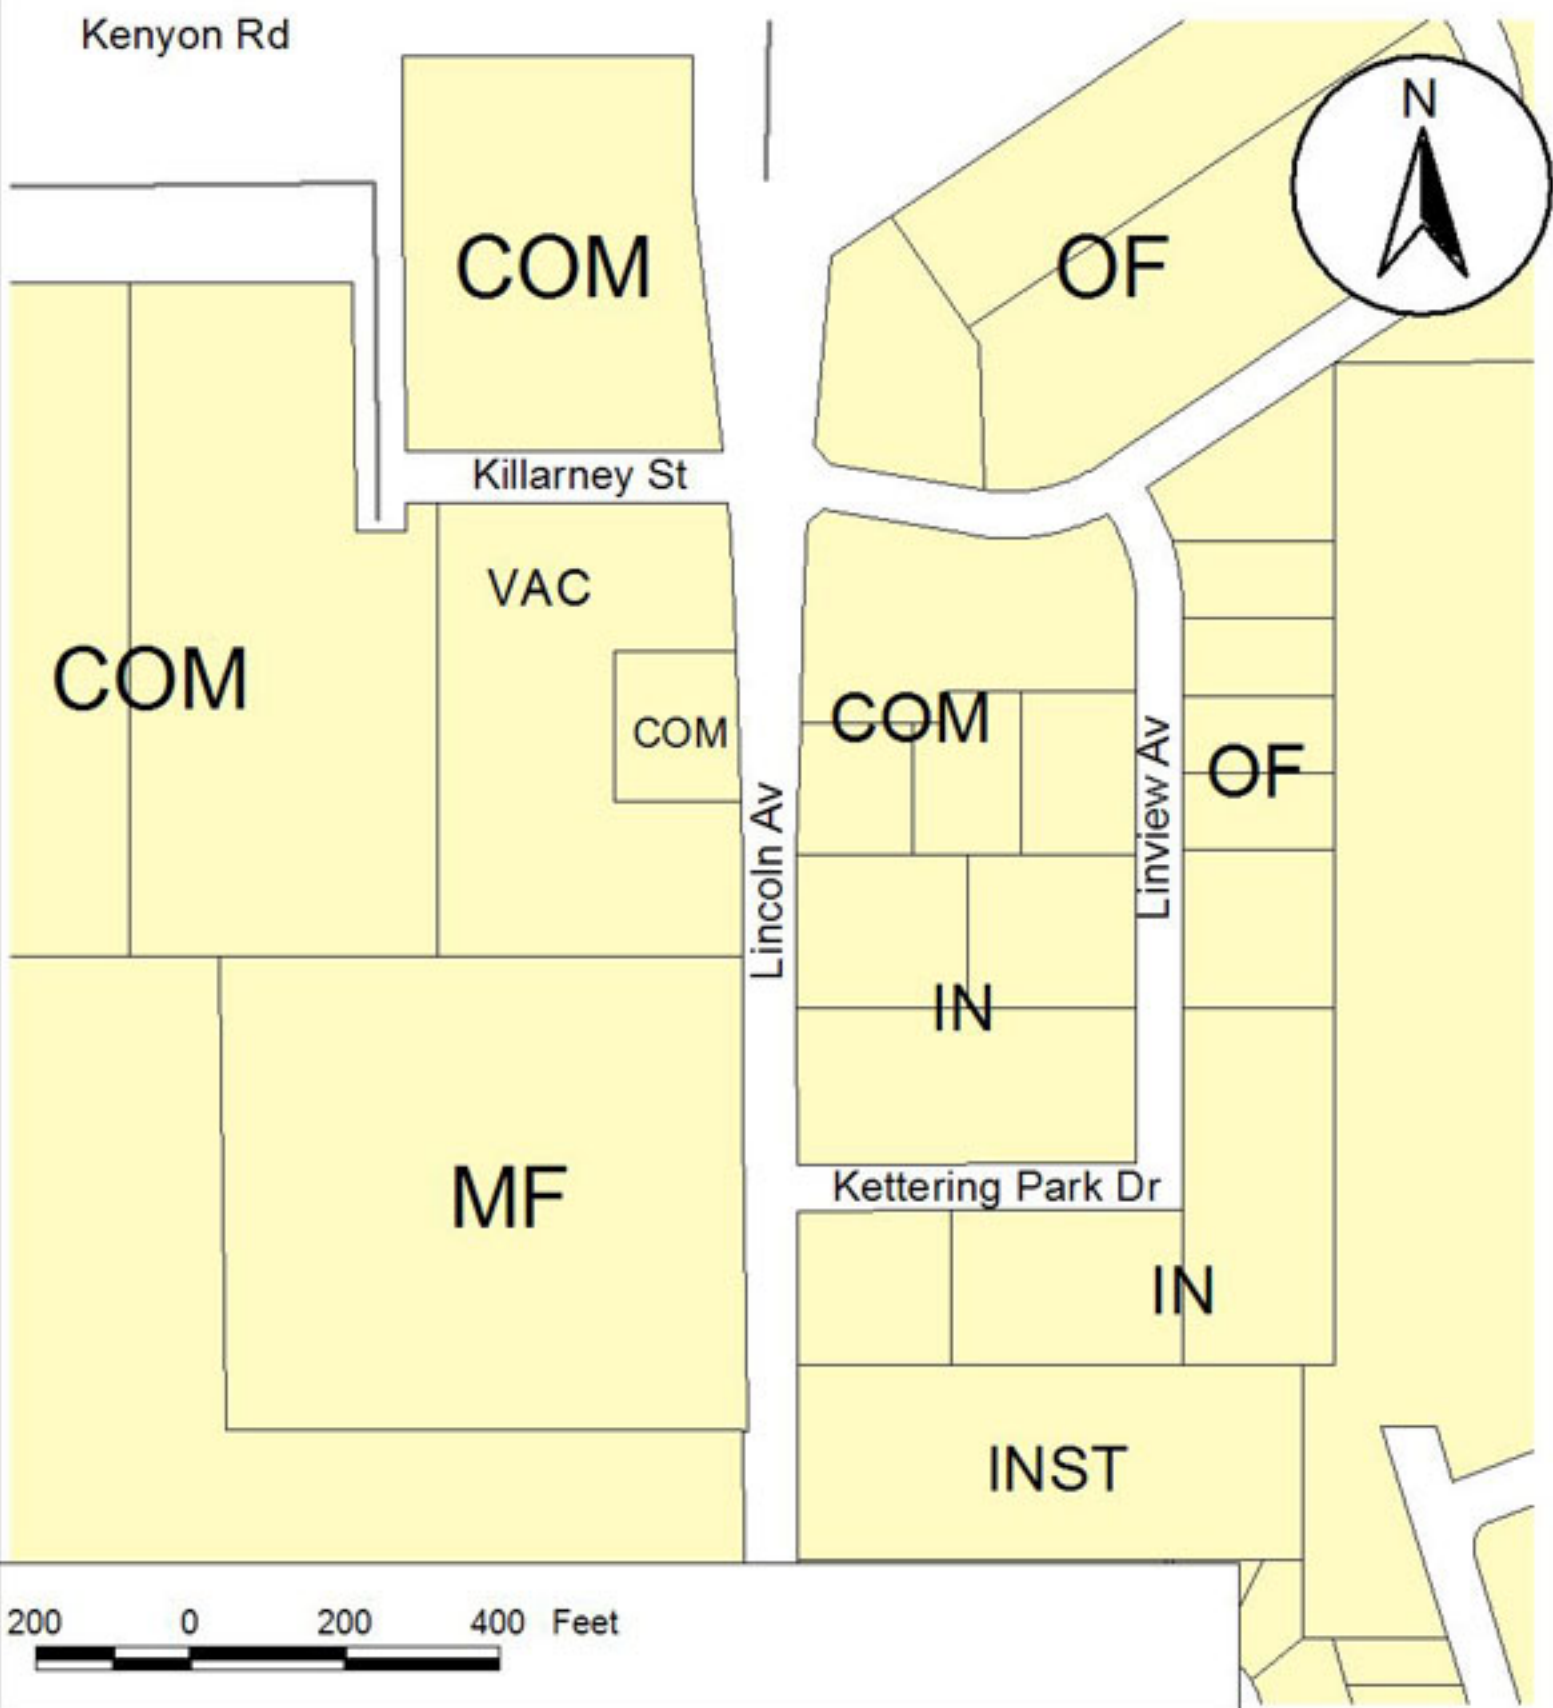 Kenyon Rd
N
COM
OF
Killarney St
VAC
COM
COM
COM
OF
Lincoln Av
Linview Av
IN
MF
Kettering Park Dr
IN
INST
200 0 200 400 Feet